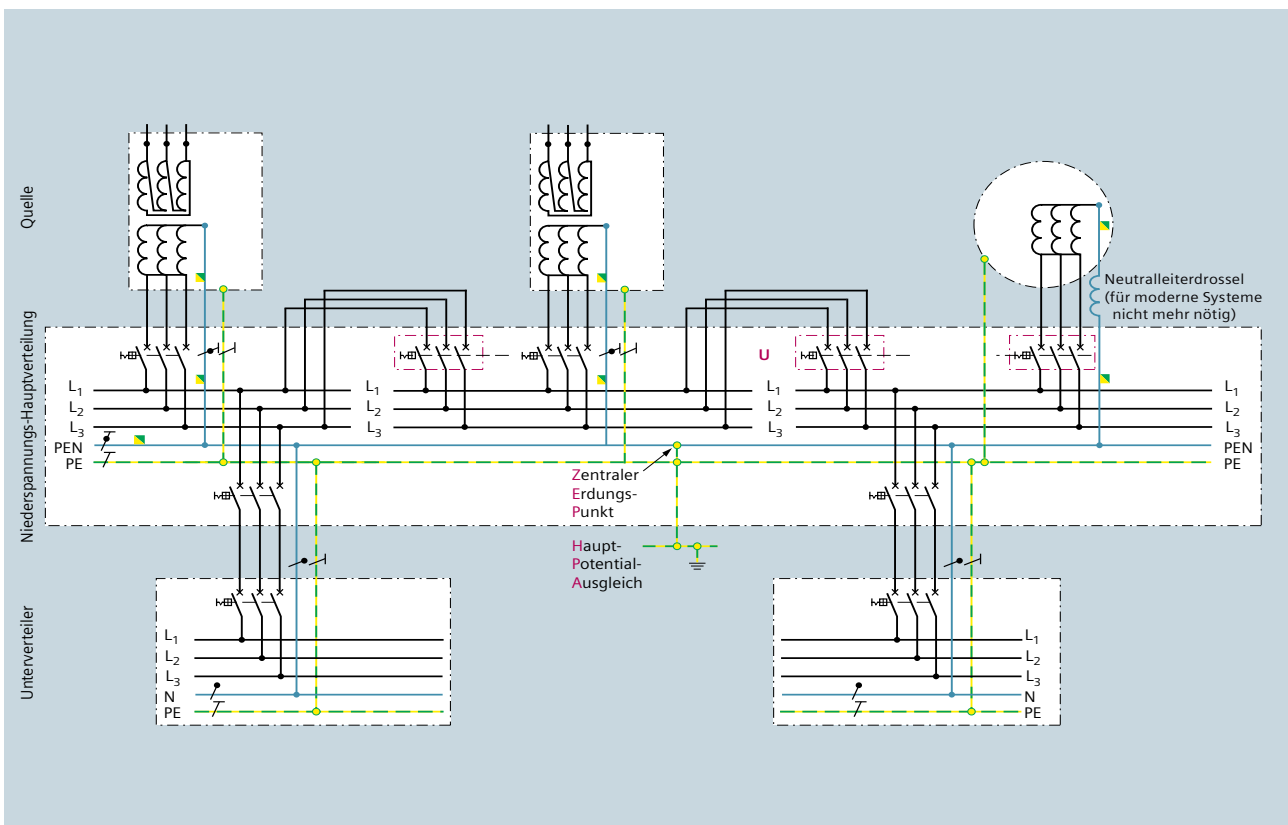 Quelle
Neutralleiterdrossel
(für moderne Systeme
nicht mehr nötig)
Niederspannungs-Hauptverteilung
U
L1 L1 L1 L1
L2 L2 L2 L2
L3 L3 L3 L3
PEN PEN
PE PE
Zentraler
Erdungs-
Punkt
Haupt-
Potential-
Ausgleich
Unterverteiler
L1 L1
L2 L2
L3 L3
N N
PE PE